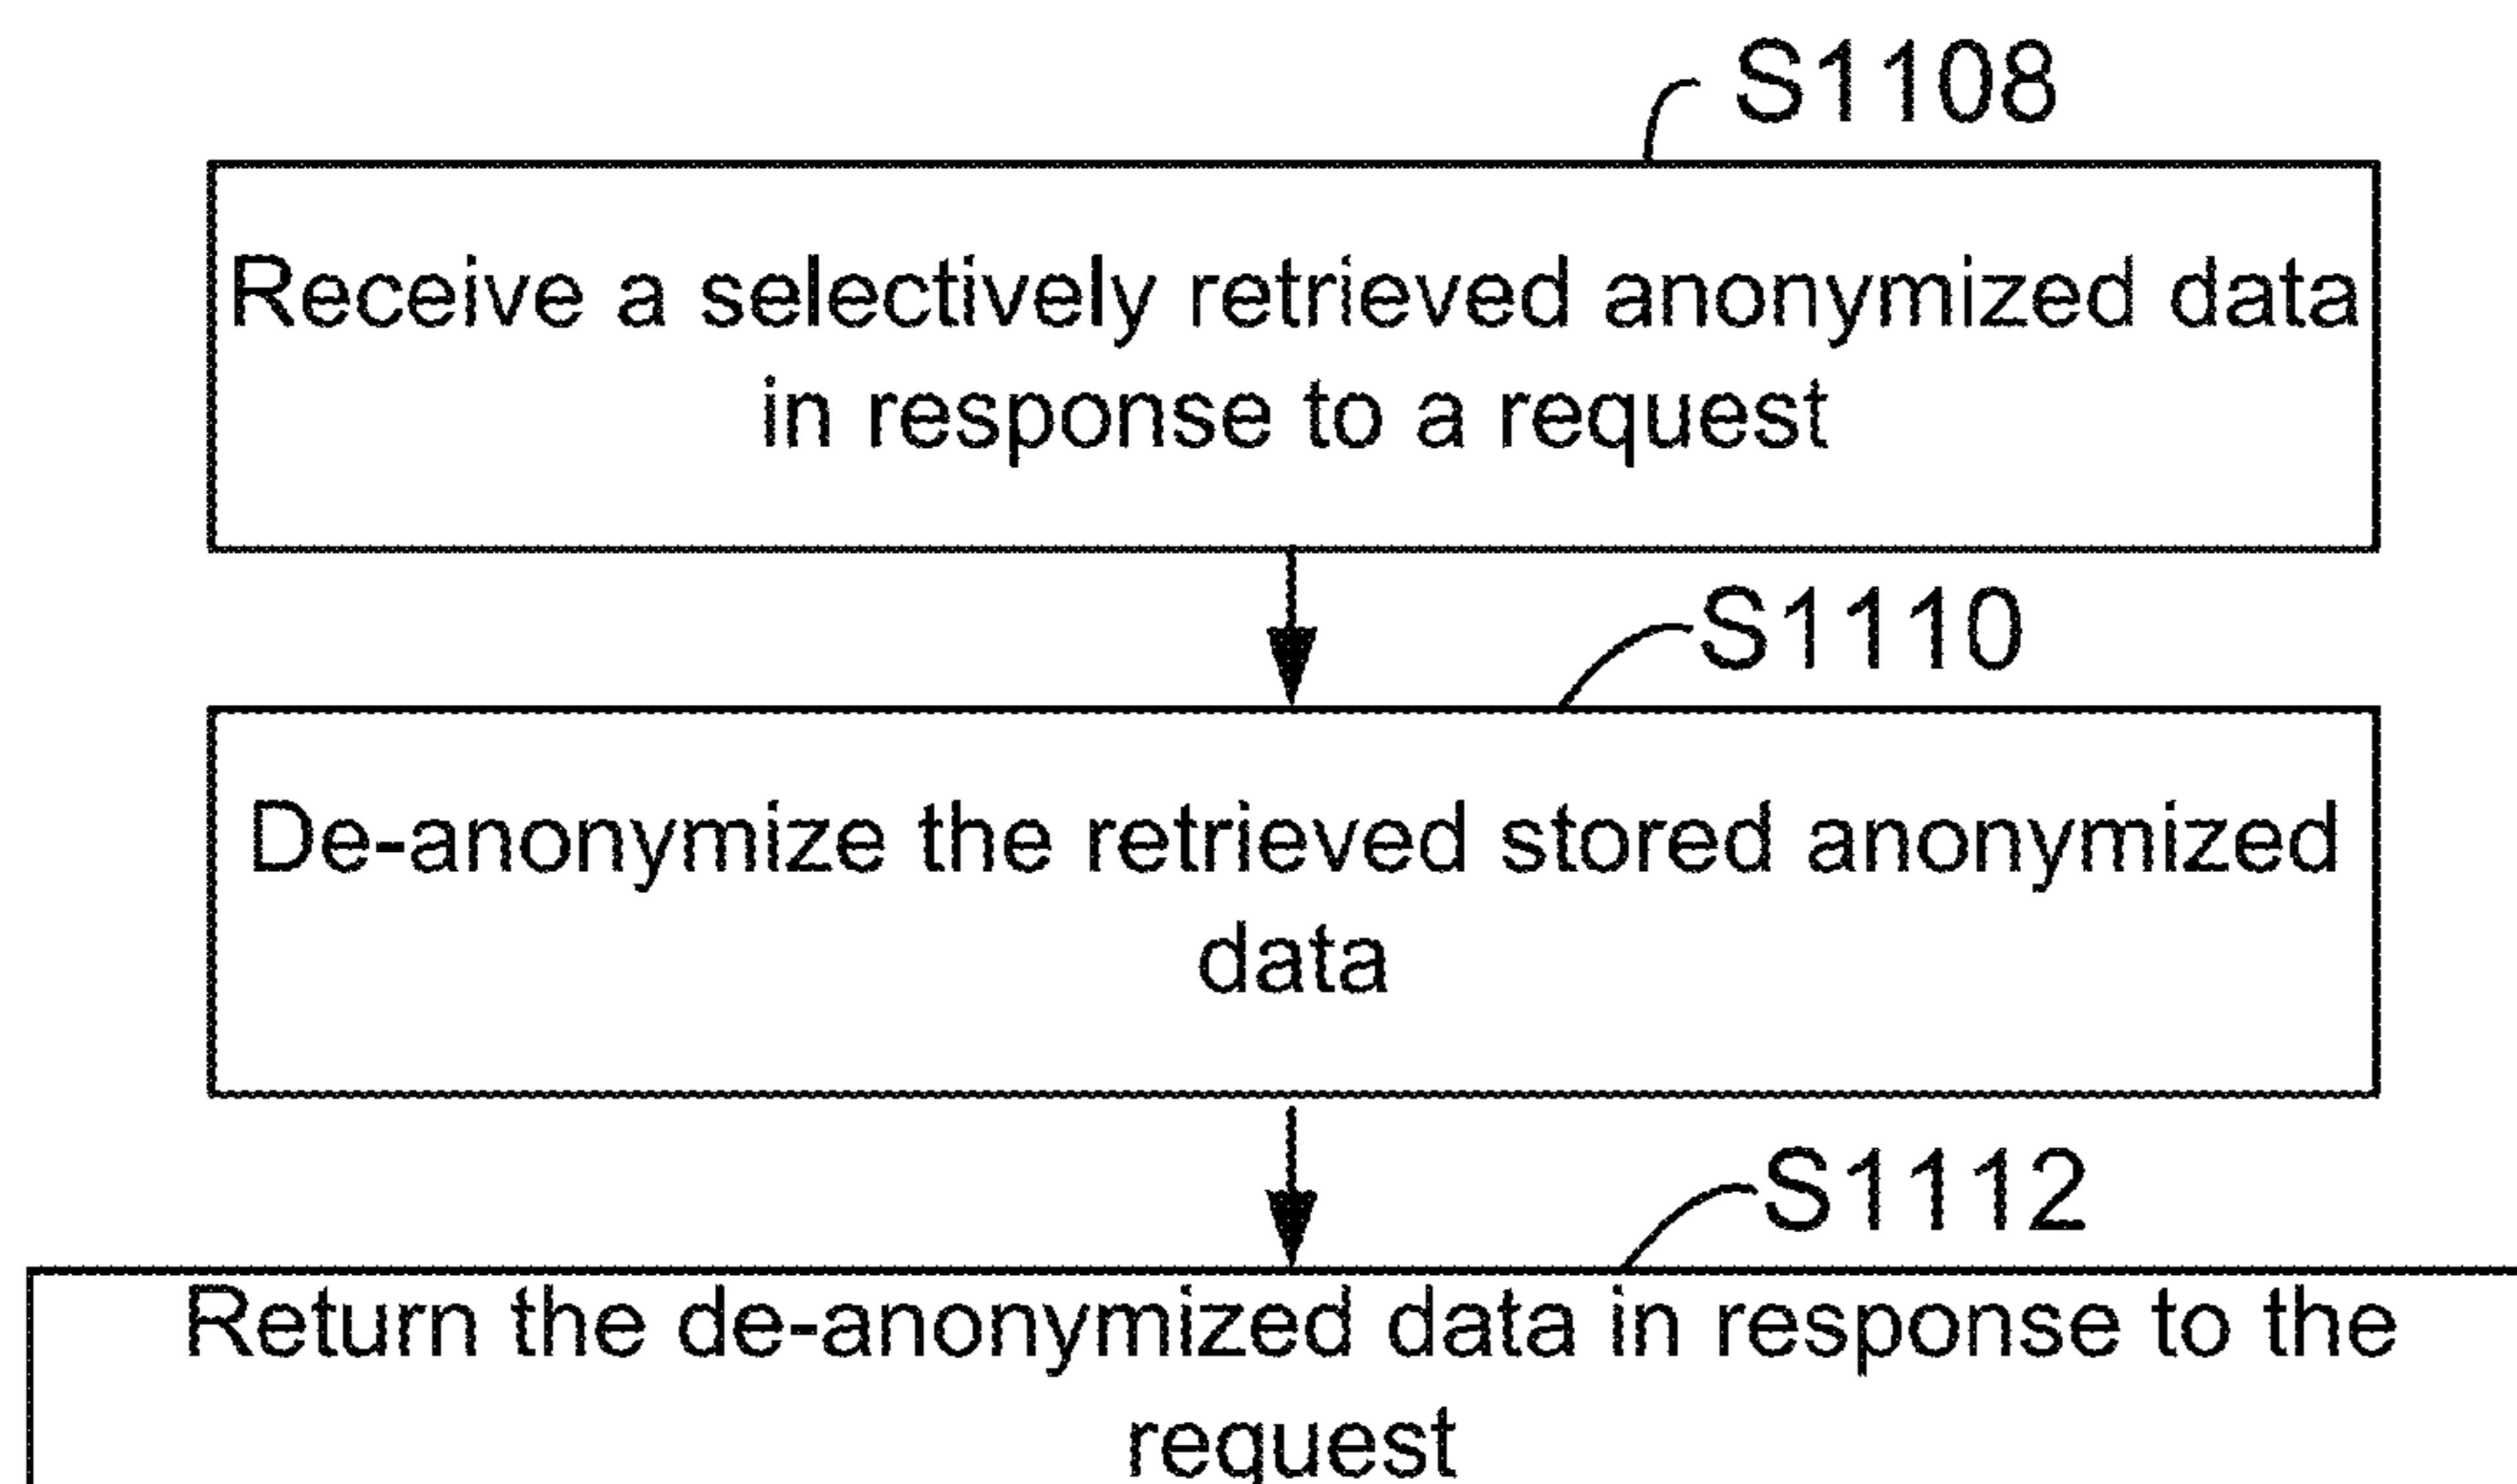 S1108
Receive a selectively retrieved anonymized data
in response to a request
S1110
De-anonymize the retrieved stored anonymized
data
S1112
Return the de-anonymized data in response to the
request